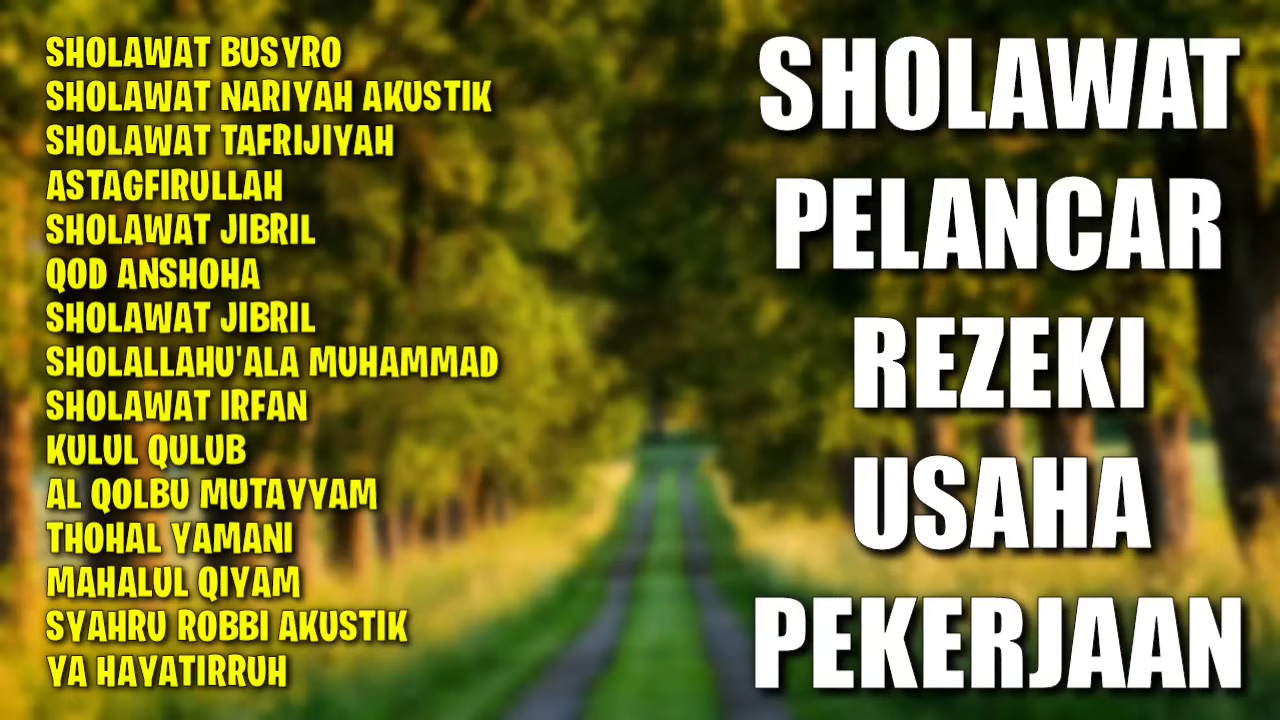 SHOLAWAT BUSYRO
SHOLAWAT NARIYAH AKUSTIK
SHOLAWAT TAFRIJIYAH
ASTAGFIRULLAH
SHOLAWAT JIBRIL
QOD ANSHOHA
SHOLAWAT JIBRIL
SHOLALLAHU'ALA MUHAMMAD
SHOLAWAT IRFAN
KULUL QULUB
AL QOLBU MUTAYYAM
THOHAL YAMANI
MAHALUL QIYAM
SYAHRU ROBBI AKUSTIK
YA HAYATIRRUH
SHOLAWAT
PELANCAR
REZEKI
USAHA
PEKERJAAN